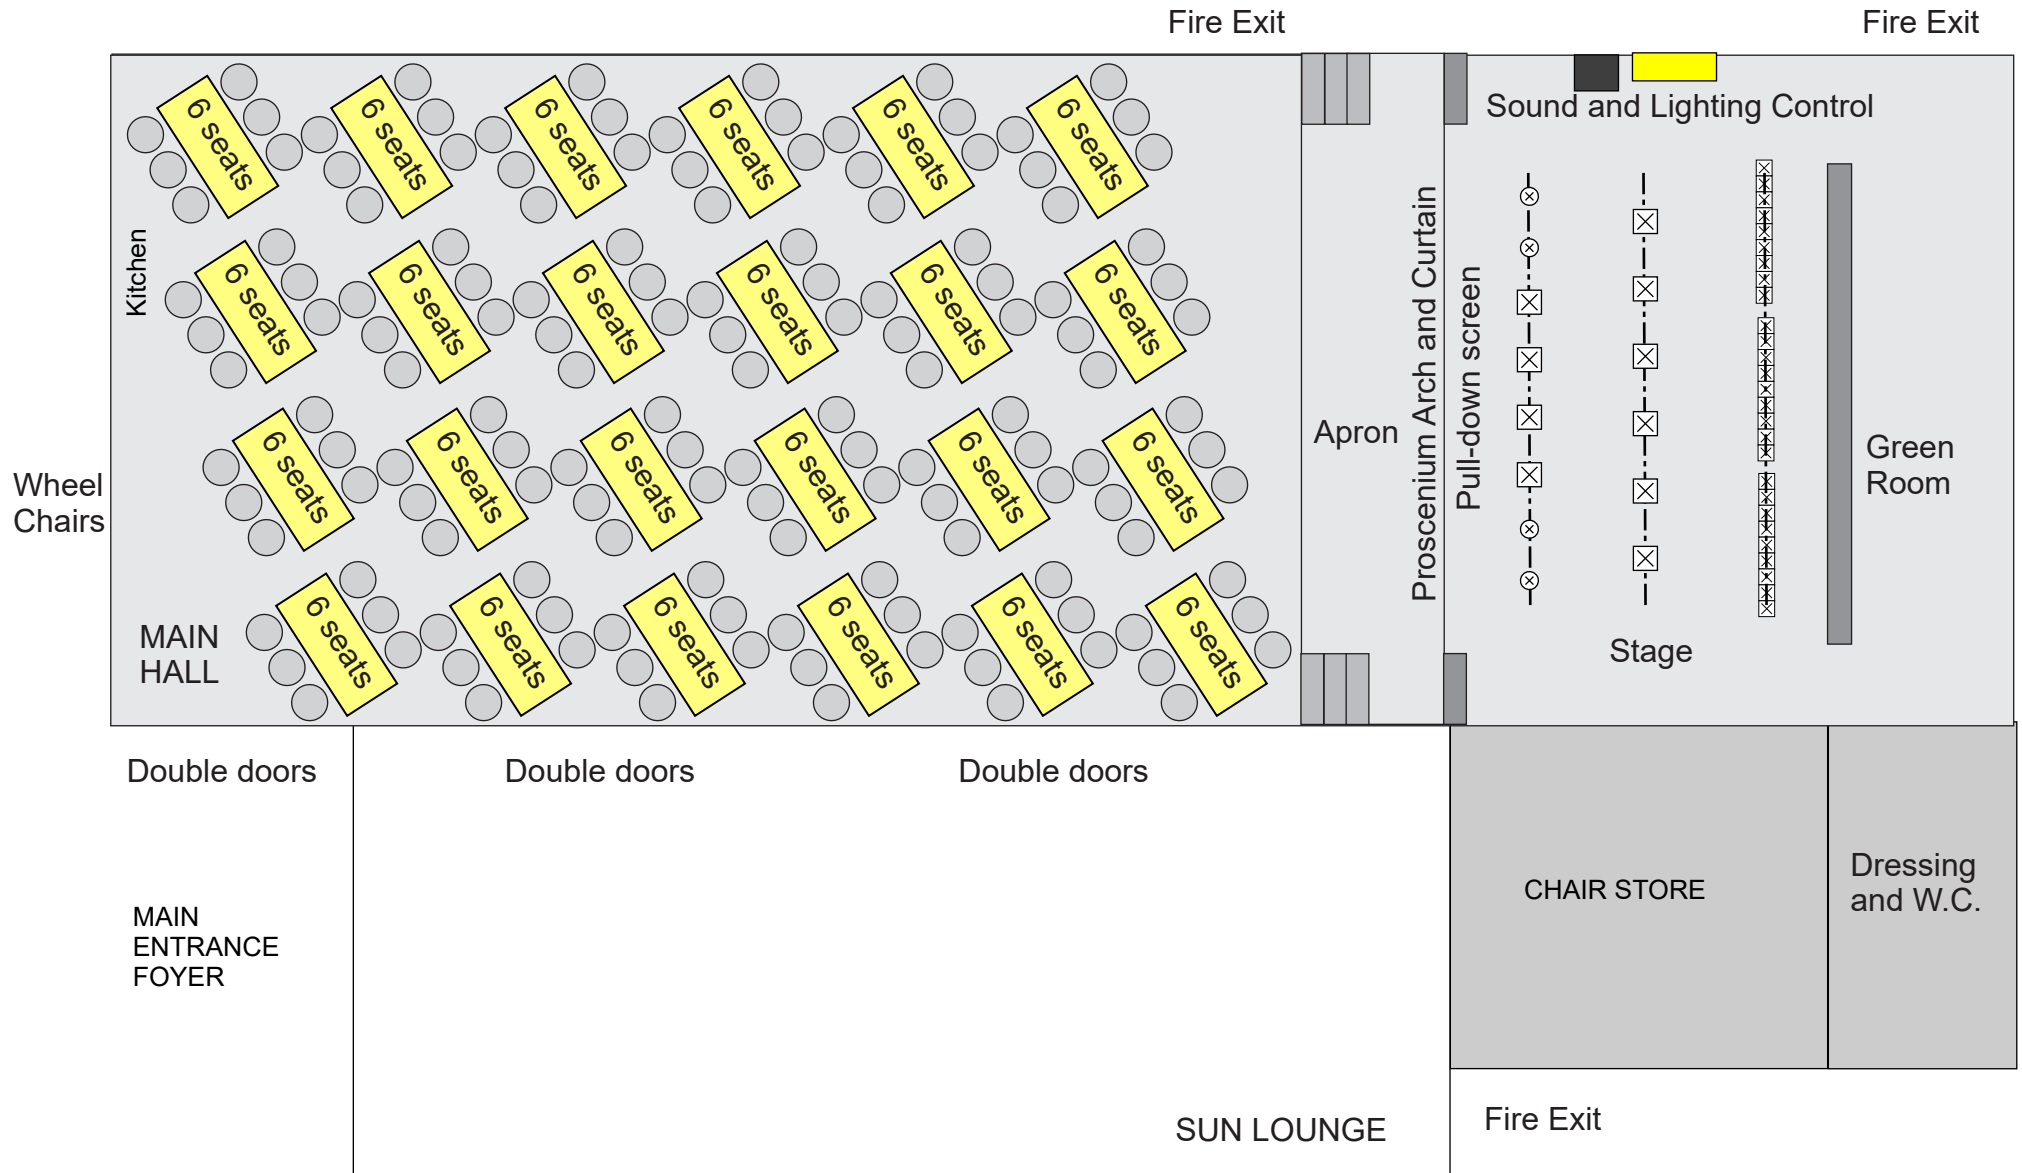 Fire Exit
Fire Exit
Sound and Lighting Control
6 seats
6 seats
6 seats
6 seats
6 seats
6 seats
Kitchen
6 seats
6 seats
6 seats
6 seats
6 seats
6 seats
Proscenium Arch and Curtain
Pull-down screen
Apron
Green
Room
Wheel
Chairs
6 seats
6 seats
6 seats
6 seats
6 seats
6 seats
MAIN
HALL
6 seats
6 seats
6 seats
6 seats
6 seats
6 seats
Stage
Double doors
Double doors
Double doors
MAIN
ENTRANCE
FOYER
CHAIR STORE
Dressing
and W.C.
SUN LOUNGE
Fire Exit